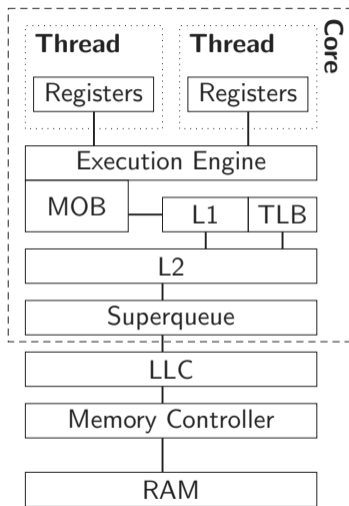 Core
Thread
Thread
Registers
Registers
Execution Engine
MOB
L1
TLB
L2
Superqueue
LLC
Memory Controller
RAM